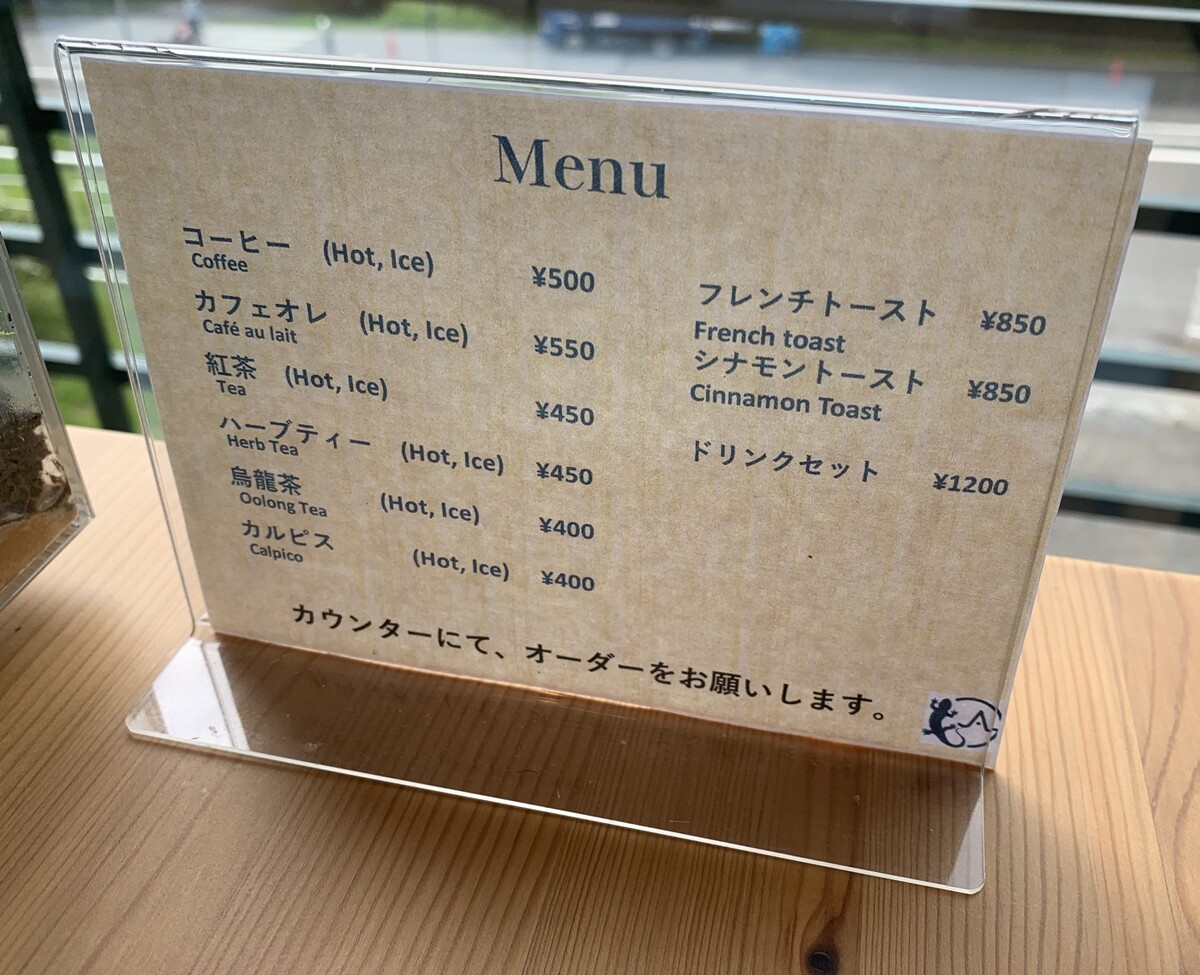 Menu
コーヒー (Hot, Ice) ¥500
Coffee
カフェオレ (Hot, Ice) ¥550
Café au lait
紅茶 (Hot, Ice) ¥450
Tea
ハーブティー (Hot, Ice) ¥450
Herb Tea
烏龍茶 (Hot, Ice) ¥400
Oolong Tea
カルピス (Hot, Ice) ¥400
Calpico
フレンチトースト ¥850
French toast
シナモントースト ¥850
Cinnamon Toast
ドリンクセット ¥1200
カウンターにて、オーダーをお願いします。